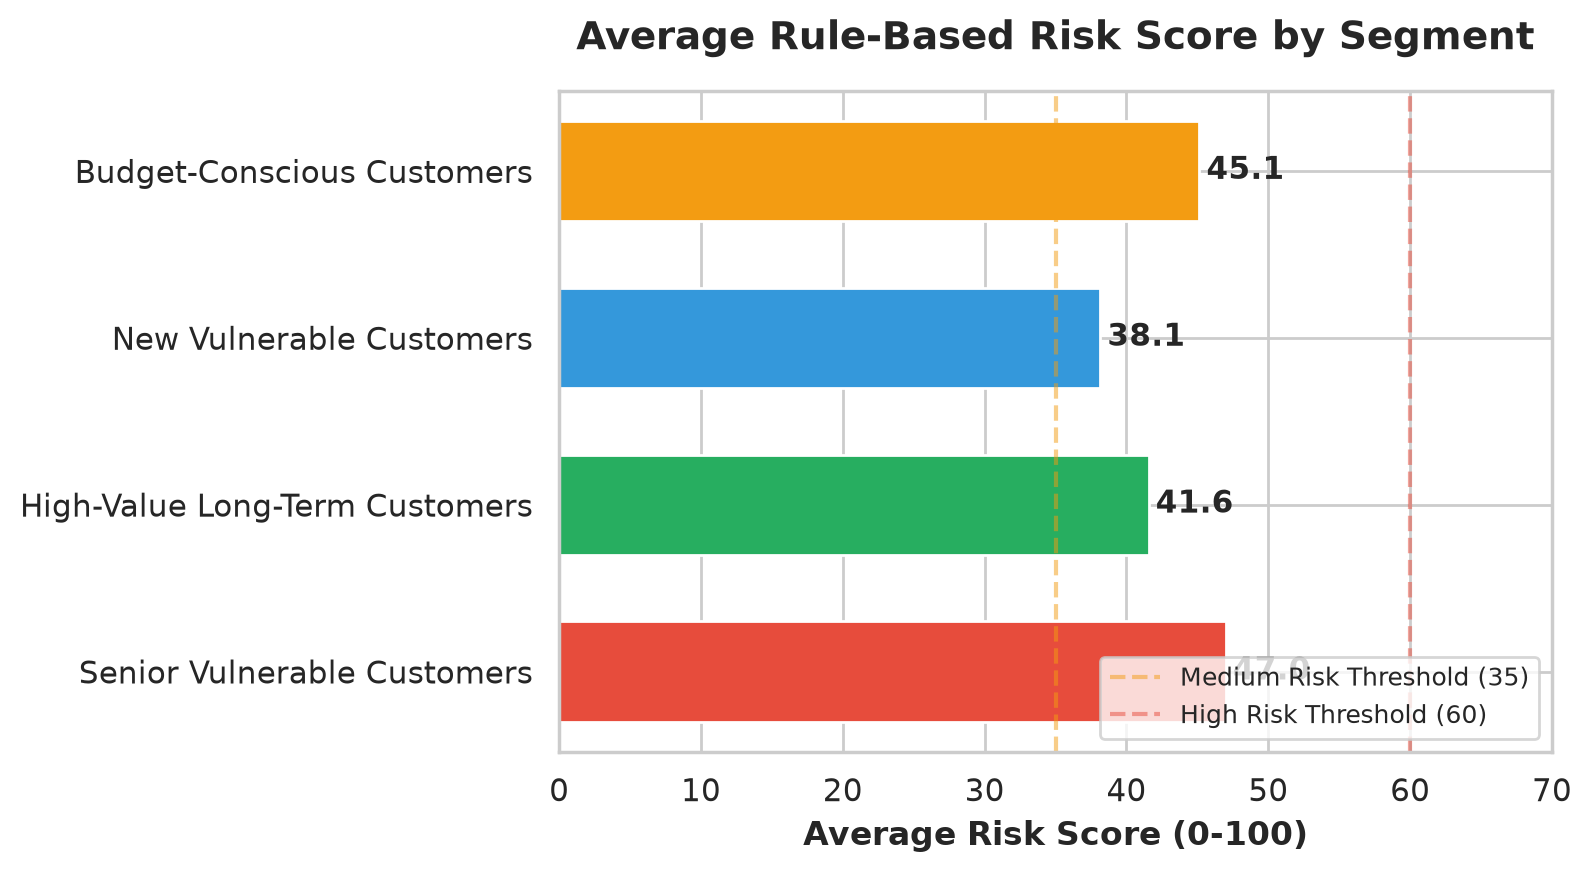 Average Rule-Based Risk Score by Segment
Budget-Conscious Customers
45.1
New Vulnerable Customers
38.1
High-Value Long-Term Customers
41.6
Senior Vulnerable Customers
47.0
Medium Risk Threshold (35)
High Risk Threshold (60)
0 10 20 30 40 50 60 70
Average Risk Score (0-100)